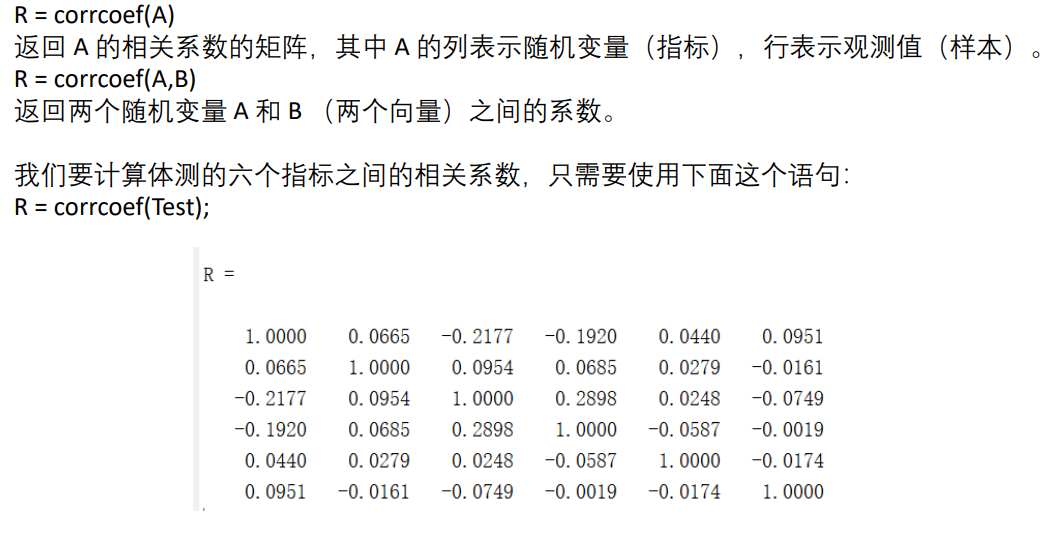 R = corrcoef(A)
返回 A 的相关系数的矩阵，其中 A 的列表示随机变量（指标），行表示观测值（样本）。
R = corrcoef(A,B)
返回两个随机变量 A 和 B （两个向量）之间的系数。
我们要计算体测的六个指标之间的相关系数，只需要使用下面这个语句：
R = corrcoef(Test);
R =
1.0000 0.0665 -0.2177 -0.1920 0.0440 0.0951
0.0665 1.0000 0.0954 0.0685 0.0279 -0.0161
-0.2177 0.0954 1.0000 0.2898 0.0248 -0.0749
-0.1920 0.0685 0.2898 1.0000 -0.0587 -0.0019
0.0440 0.0279 0.0248 -0.0587 1.0000 -0.0174
0.0951 -0.0161 -0.0749 -0.0019 -0.0174 1.0000